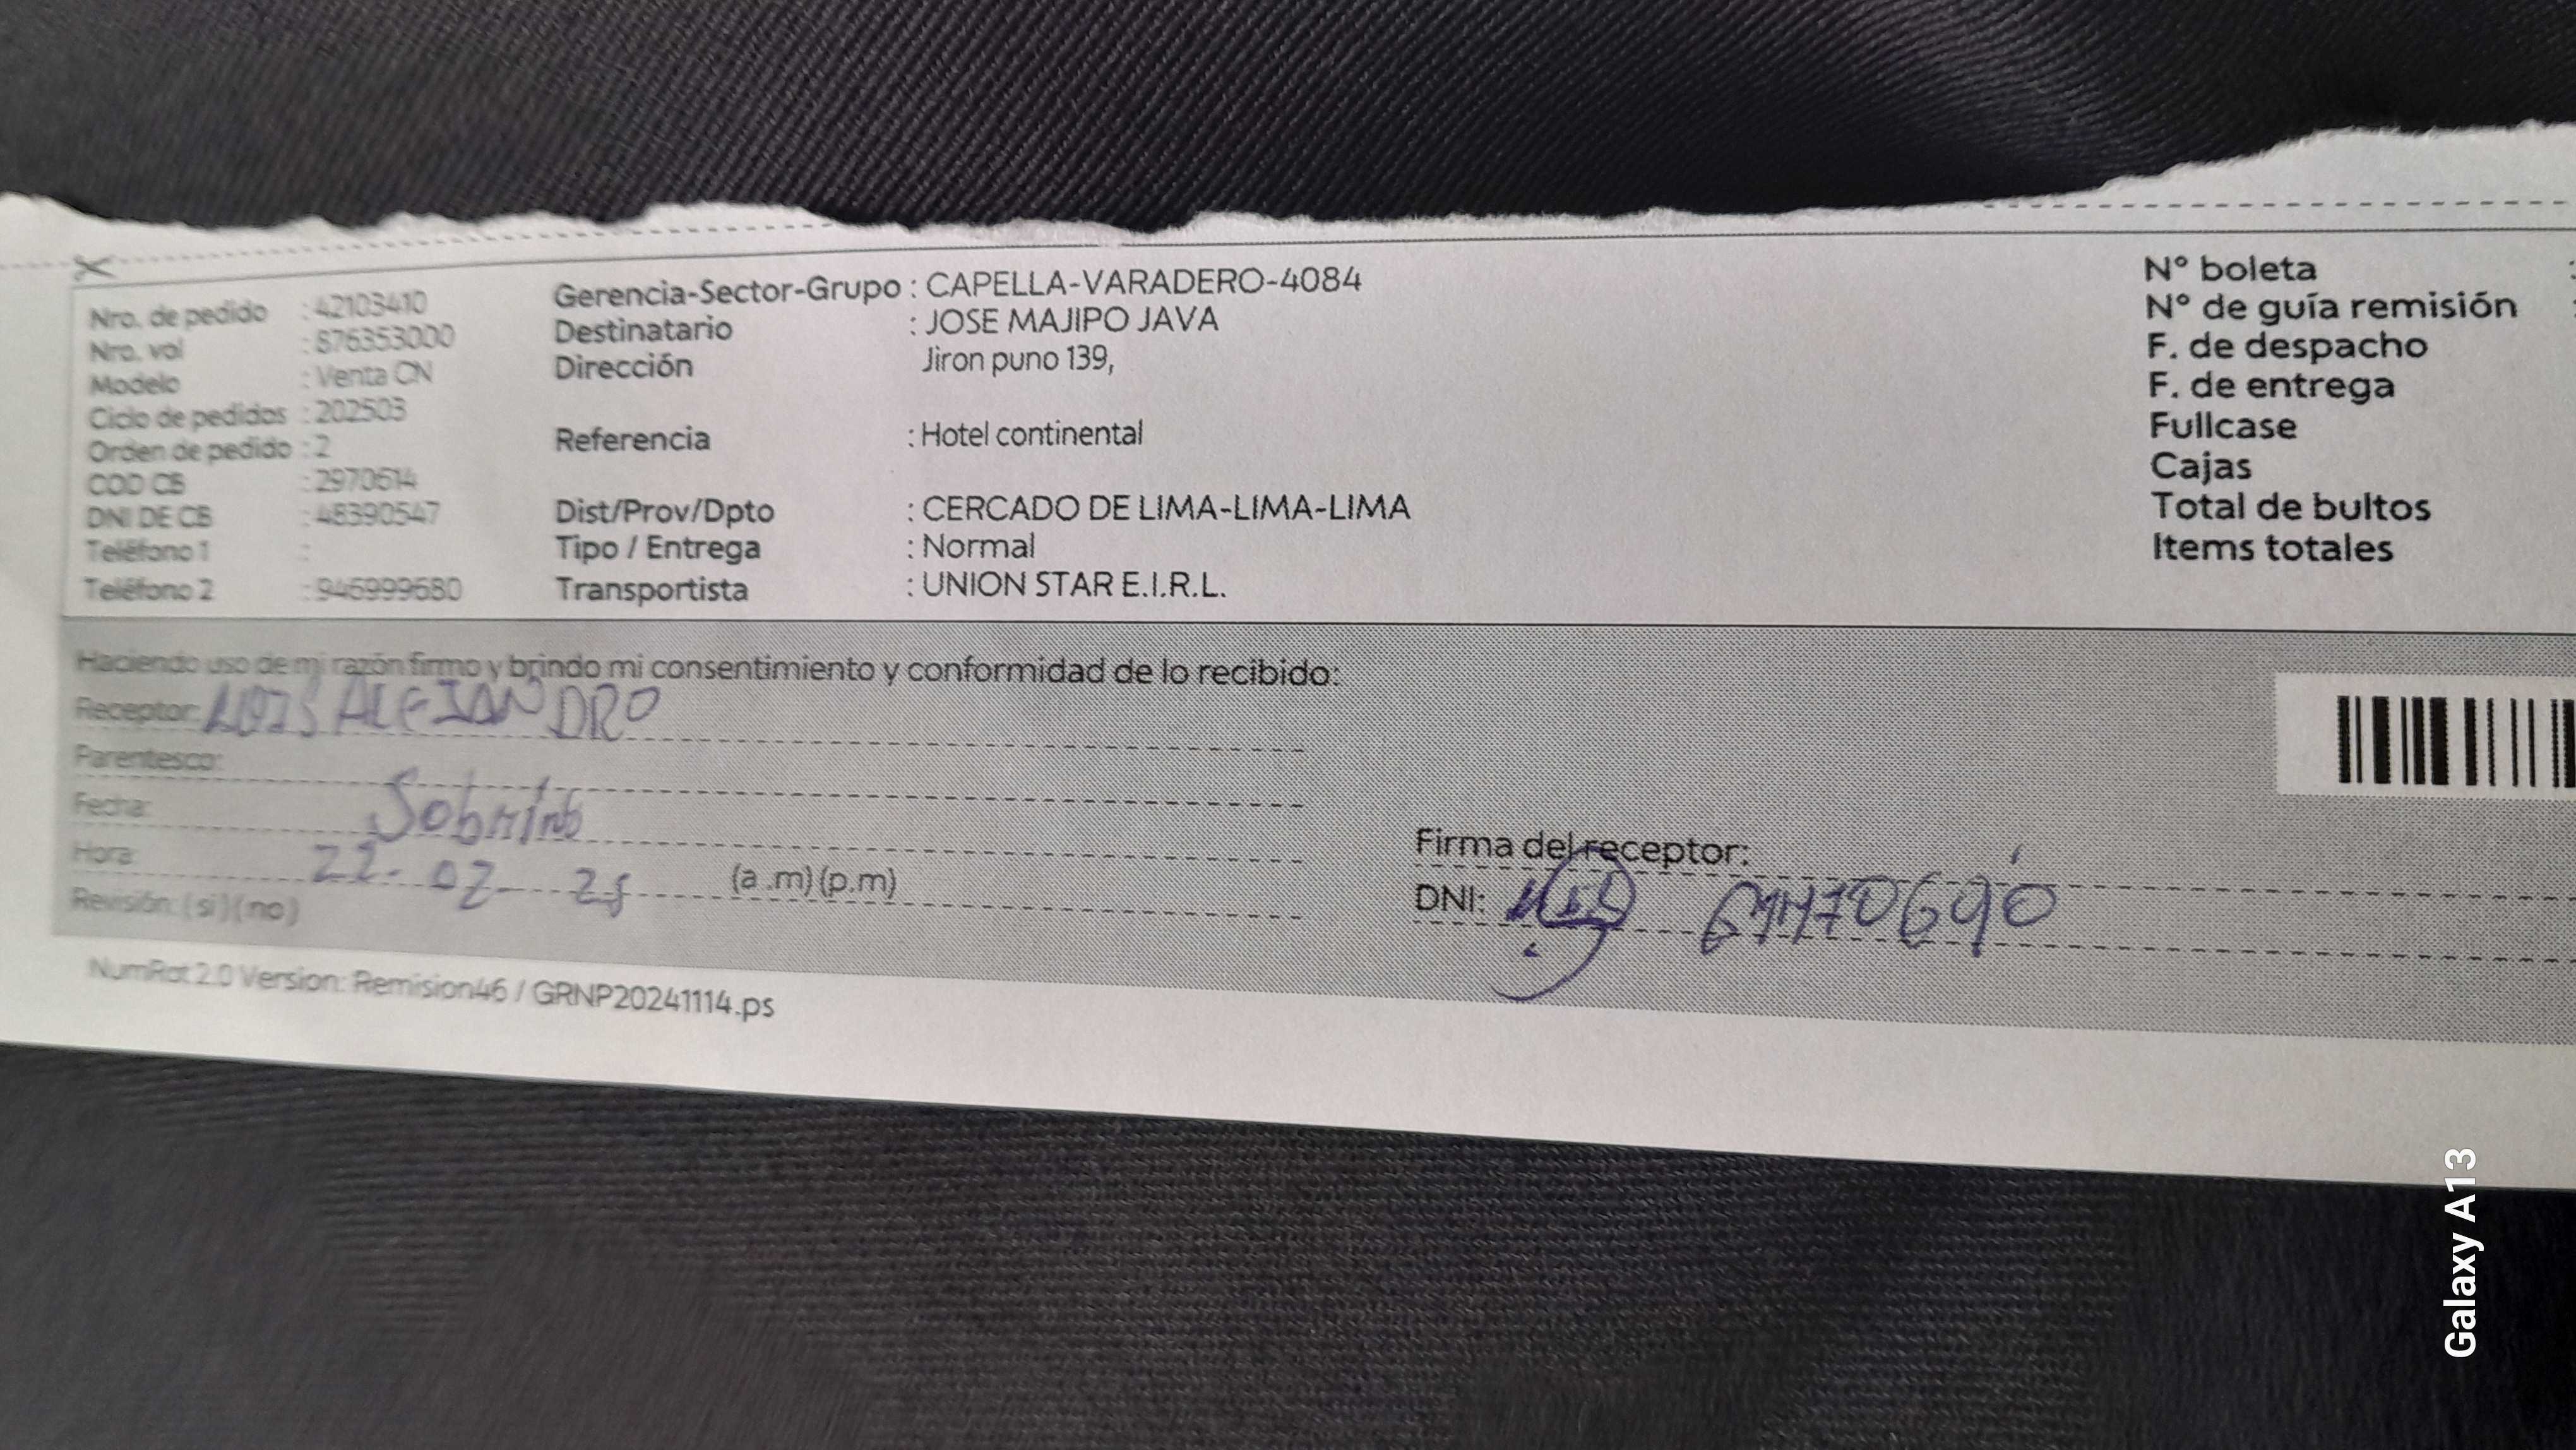 Nro. de pedido : 42103410
Nro. val : 876353000
Modelo : Venta CN
Ciclo de pedidos : 202503
Orden de pedido : 2
COD CB : 2970614
DNI DE CB : 48390547
Teléfono 1 :
Teléfono 2 : 946999680
Gerencia-Sector-Grupo : CAPELLA-VARADERO-4084
Destinatario : JOSE MAJIPO JAVA
Dirección Jiron puno 139,
Referencia : Hotel continental
Dist/Prov/Dpto : CERCADO DE LIMA-LIMA-LIMA
Tipo / Entrega : Normal
Transportista : UNION STAR E.I.R.L.
N° boleta :
N° de guía remisión :
F. de despacho
F. de entrega
Fullcase
Cajas
Total de bultos
Items totales
Haciendo uso de mi razón firmo y brindo mi consentimiento y conformidad de lo recibido:
Receptor: LUIS ALEJANDRO
Parentesco:
Fecha: Sobrino
Hora: 22-02-25 (a.m)(p.m)
Revisión: (si)(no)
Firma del receptor:
DNI: 61470690
NumRot 2.0 Version: Remision46 / GRNP20241114.ps
Galaxy A13